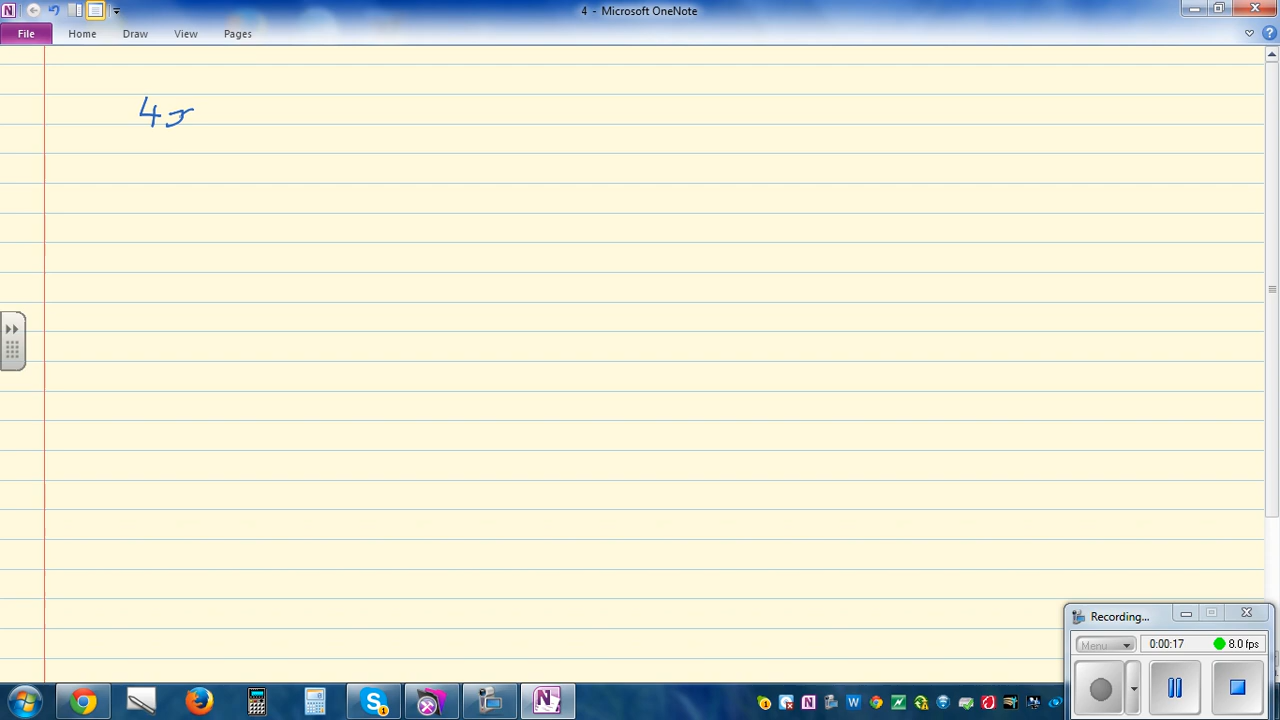 4 - Microsoft OneNote
File Home Draw View Pages
4x
Recording...
Menu 0:00:17 8.0 fps